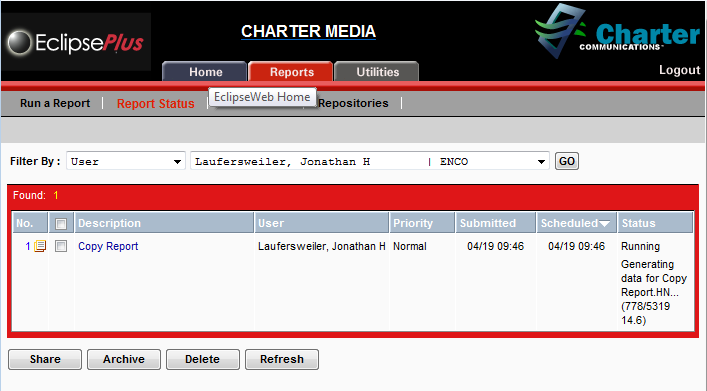 EclipsePlus
CHARTER MEDIA
Charter
COMMUNICATIONS™
Home
Reports
Utilities
Logout
Run a Report
Report Status
EclipseWeb Home
Repositories
Filter By :
User
Laufersweiler, Jonathan H | ENCO
GO
Found: 1
No. Description User Priority Submitted Scheduled Status
1 Copy Report Laufersweiler, Jonathan H Normal 04/19 09:46 04/19 09:46 Running
Generating
data for Copy
Report.HN...
(778/5319
14.6)
Share
Archive
Delete
Refresh